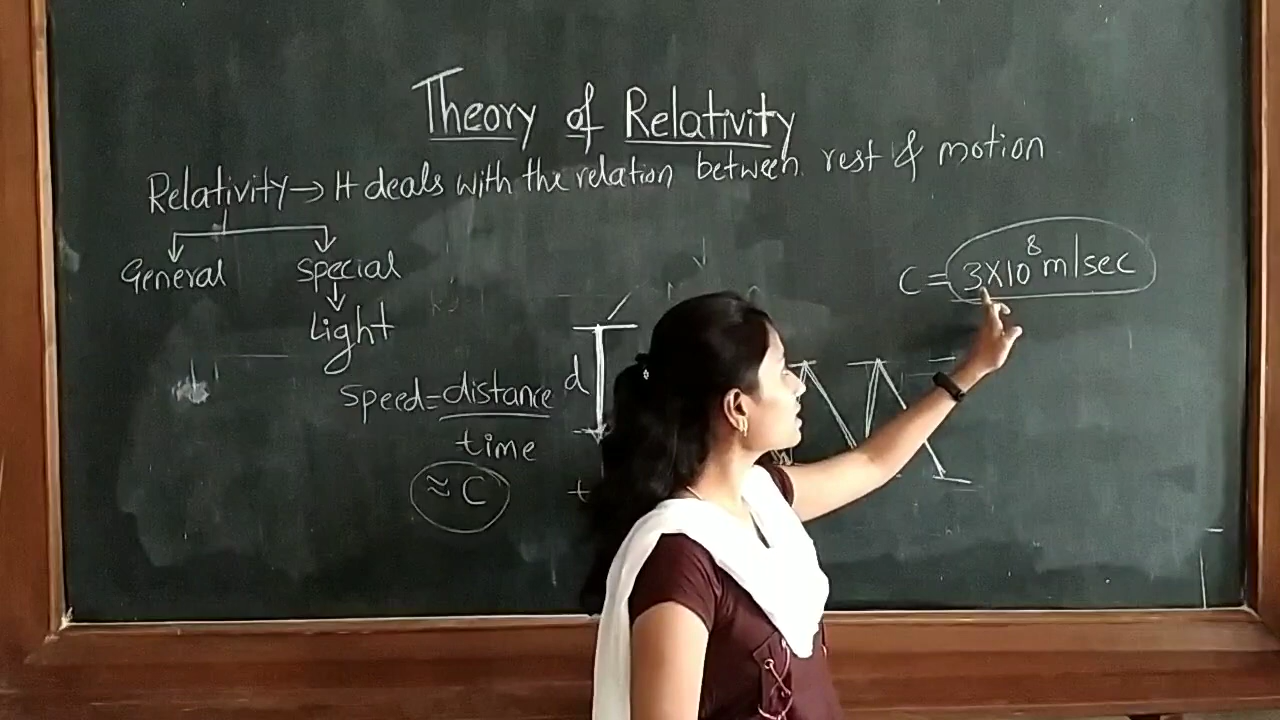 Theory of Relativity
Relativity → It deals with the relation between rest & motion
General Special
Light
C = 3×10⁸ m/sec
Speed = distance
time
d
≈ C
t